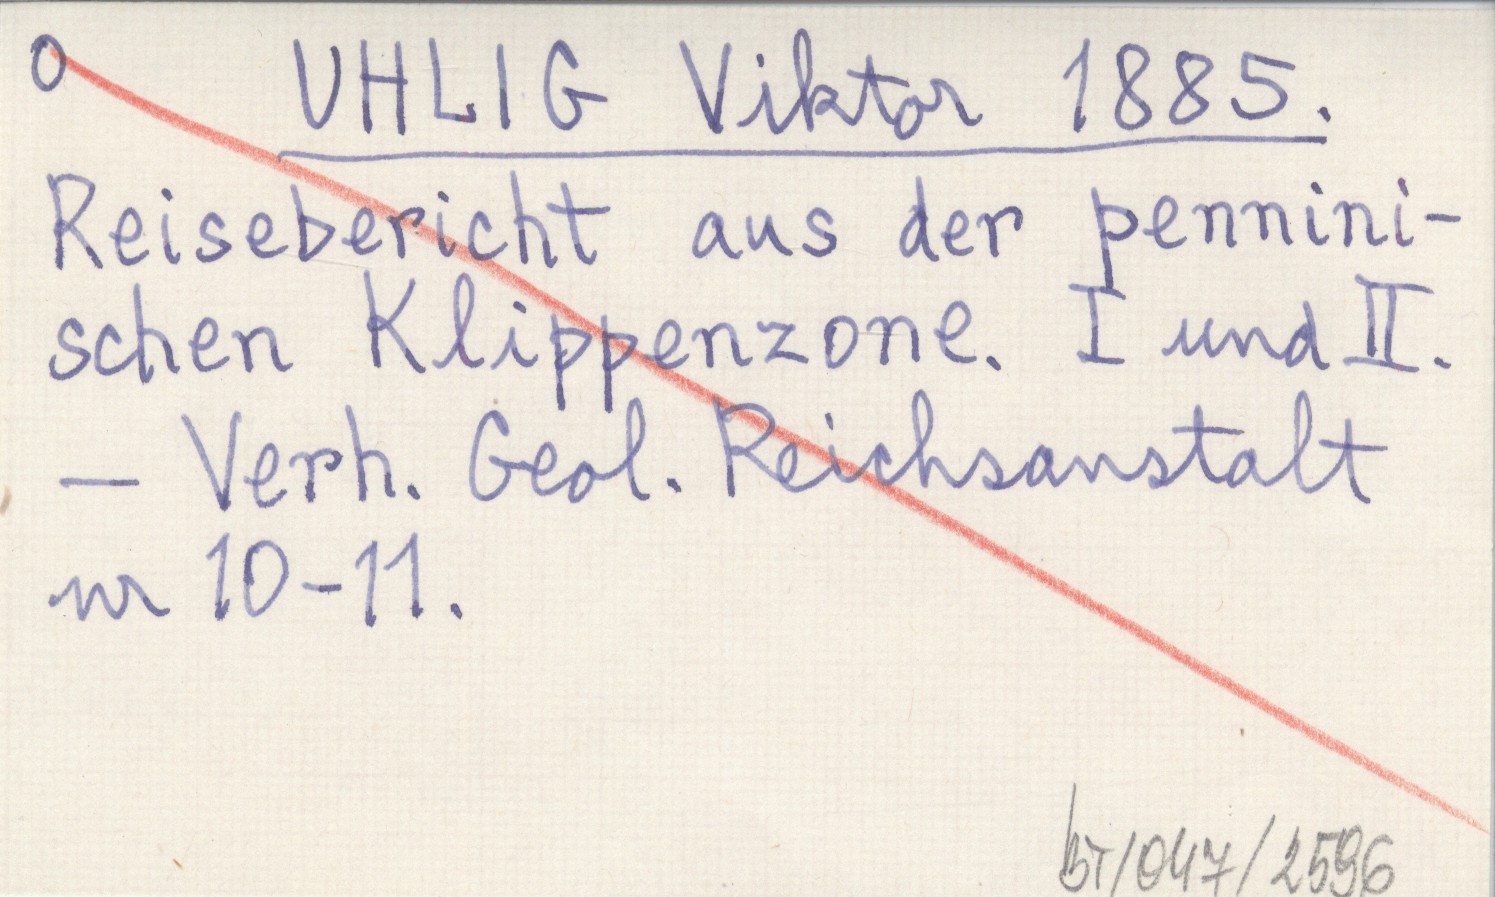 O UHLIG Viktor 1885.
Reisebericht aus der pennini-
schen Klippenzone. I und II.
— Verh. Geol. Reichsanstalt
nr 10-11.
BT/047/2596